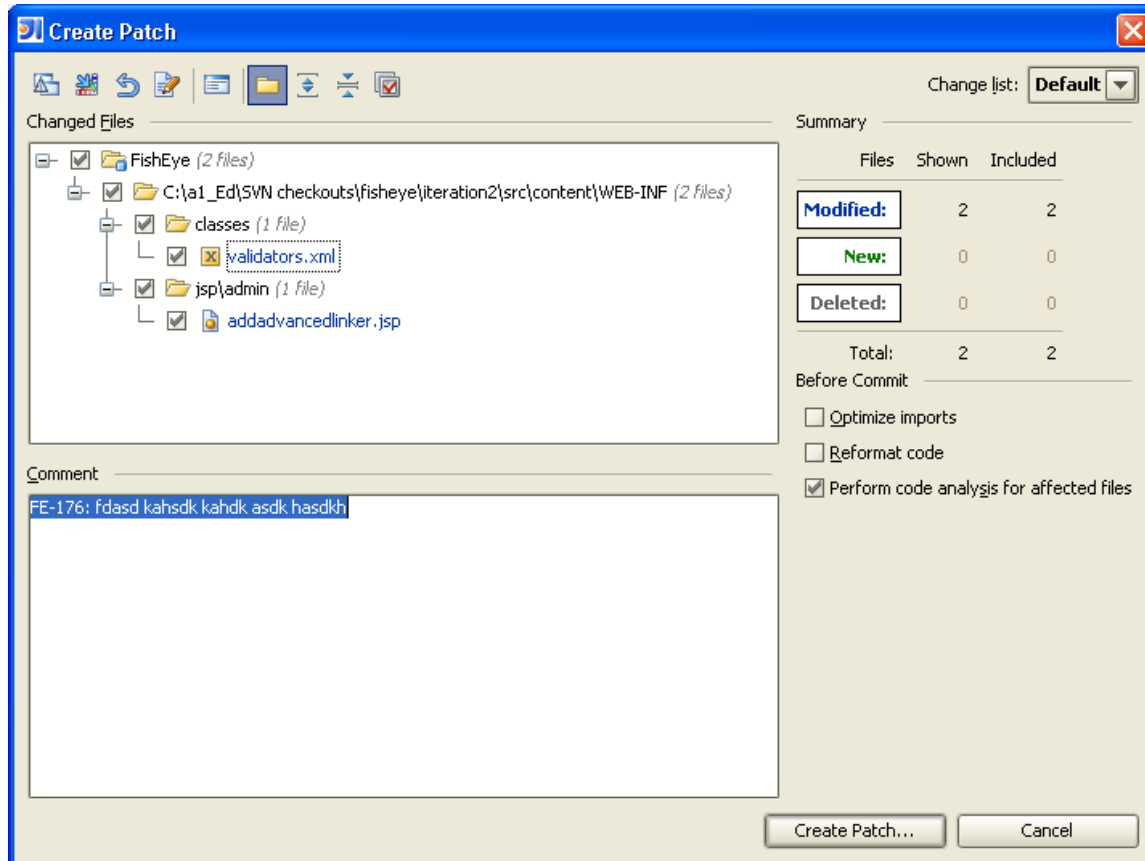 Create Patch
Change list: Default
Changed Files
FishEye (2 files)
C:\a1_Ed\SVN checkouts\fisheye\iteration2\src\content\WEB-INF (2 files)
classes (1 file)
validators.xml
jsp\admin (1 file)
addadvancedlinker.jsp
Summary
Files Shown Included
Modified: 2 2
New: 0 0
Deleted: 0 0
Total: 2 2
Before Commit
Optimize imports
Reformat code
Perform code analysis for affected files
Comment
FE-176: fdasd kahsdk kahdk asdk hasdkh
Create Patch... Cancel